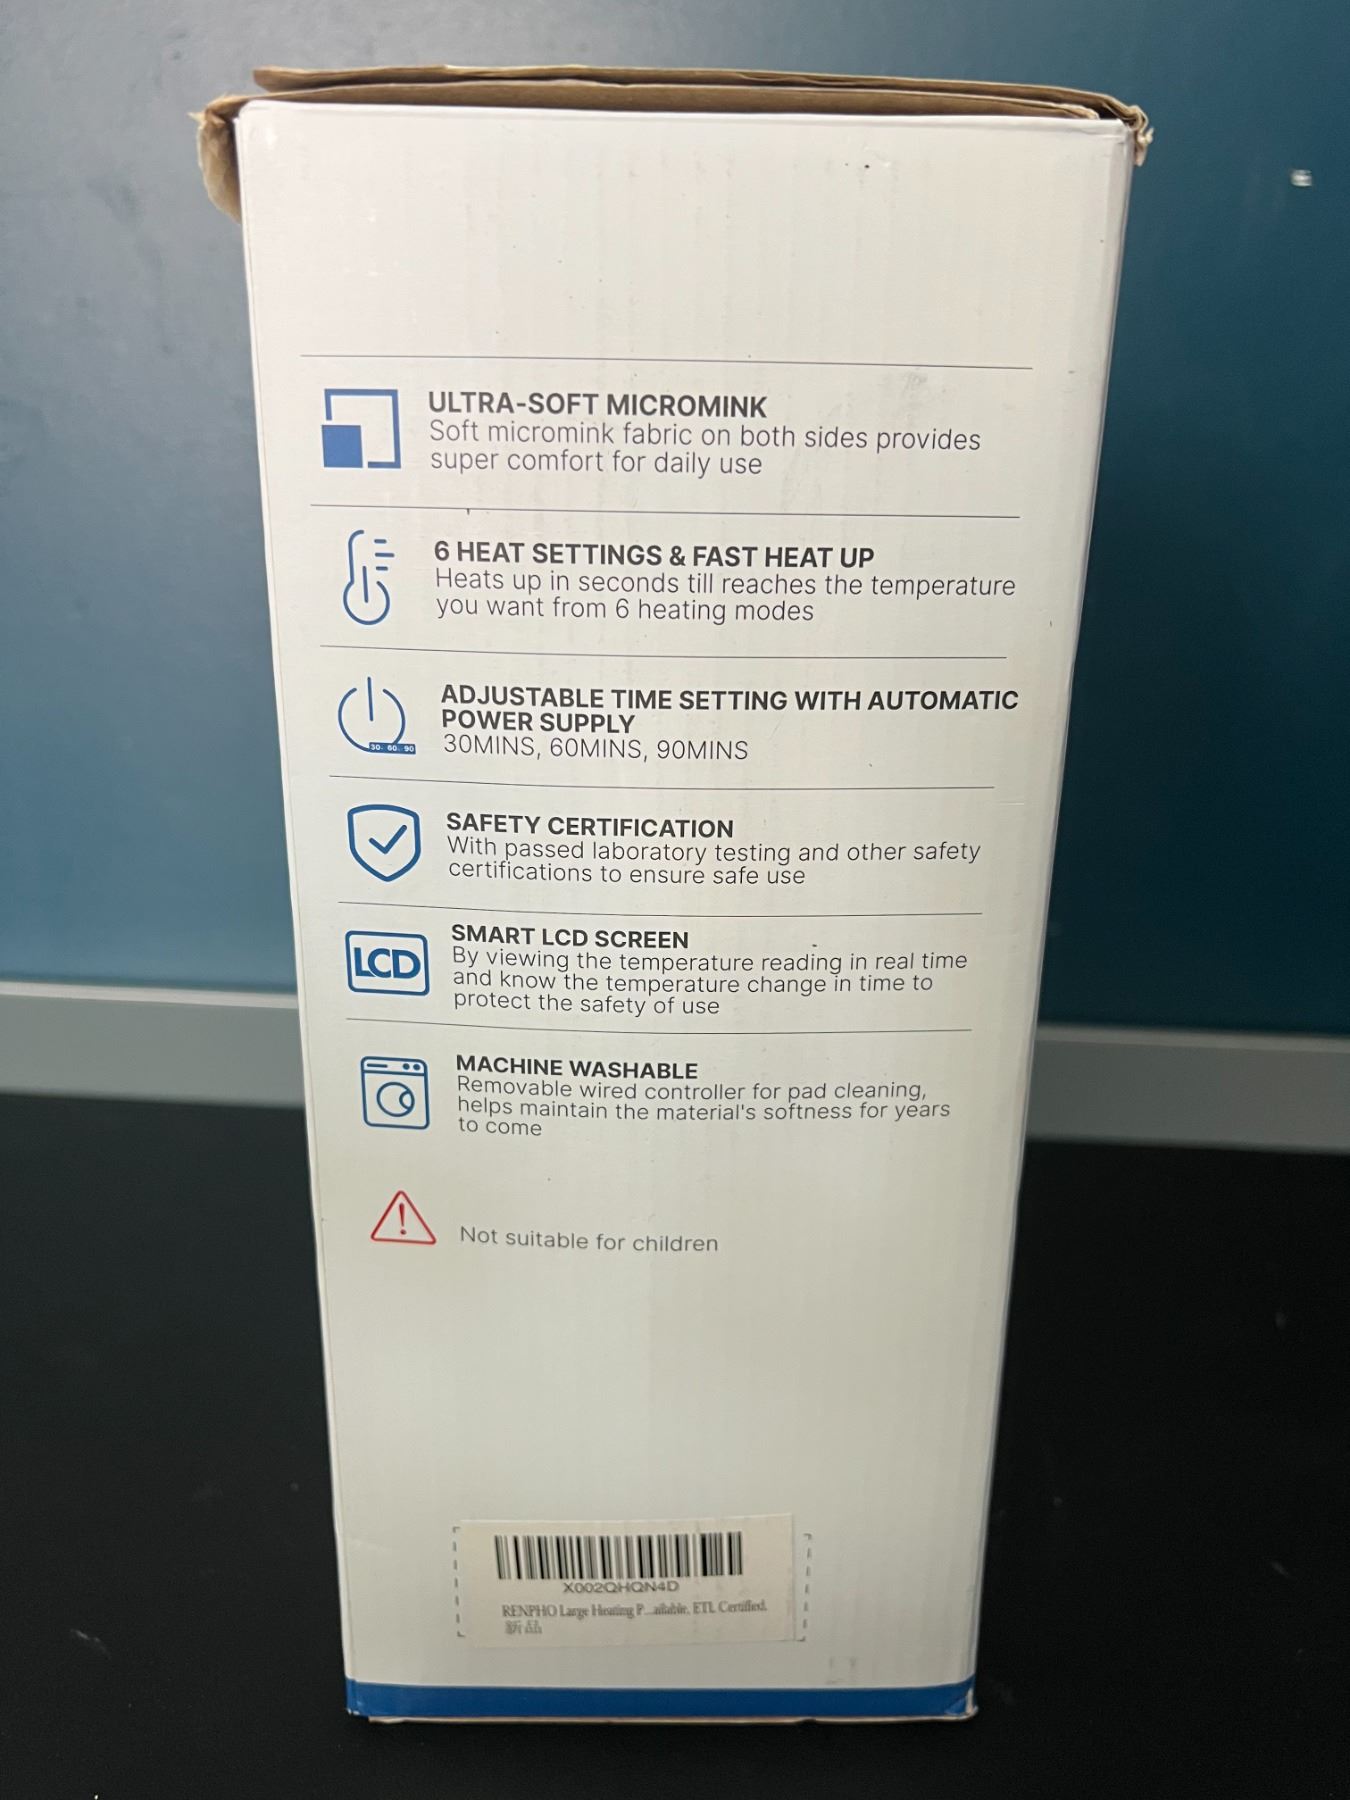 ULTRA-SOFT MICROMINK
Soft micromink fabric on both sides provides
super comfort for daily use
6 HEAT SETTINGS & FAST HEAT UP
Heats up in seconds till reaches the temperature
you want from 6 heating modes
ADJUSTABLE TIME SETTING WITH AUTOMATIC
POWER SUPPLY
30MINS, 60MINS, 90MINS
30 60 90
SAFETY CERTIFICATION
With passed laboratory testing and other safety
certifications to ensure safe use
LCD
SMART LCD SCREEN
By viewing the temperature reading in real time
and know the temperature change in time to
protect the safety of use
MACHINE WASHABLE
Removable wired controller for pad cleaning,
helps maintain the material's softness for years
to come
Not suitable for children
X002QHQN4D
RENPHO Large Heating P...ailable, ETL Certified,
新品